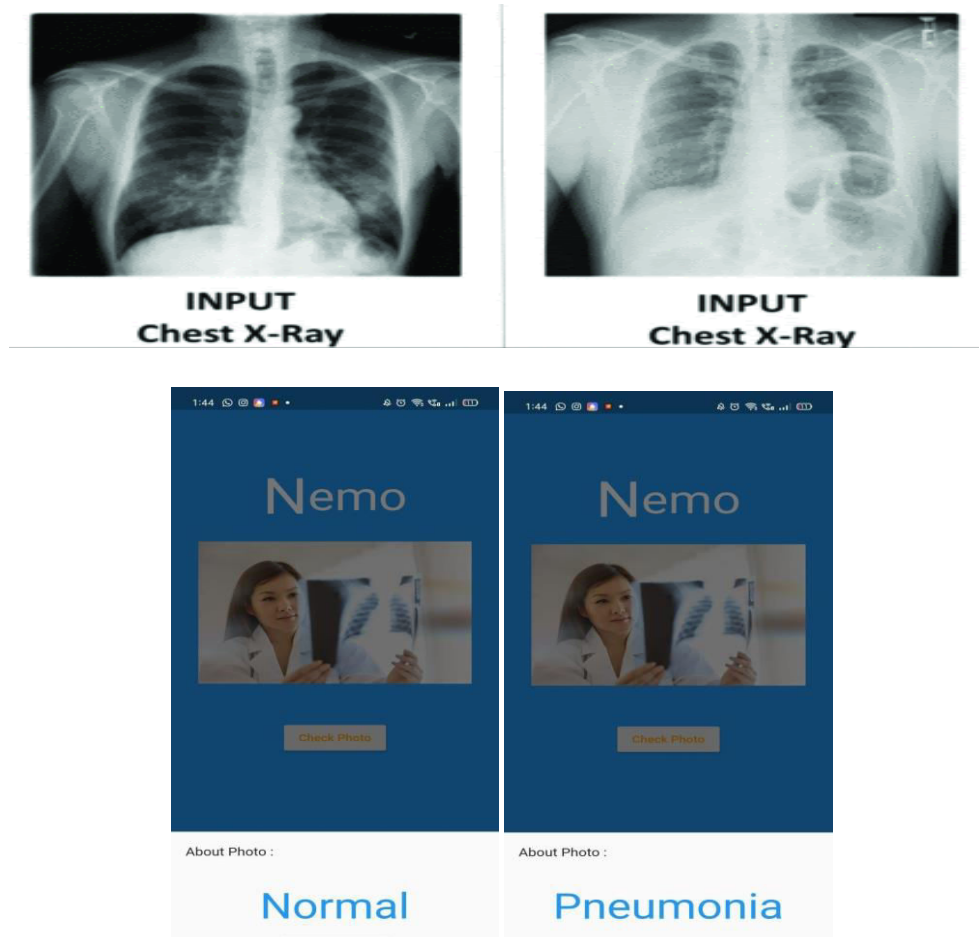 INPUT
Chest X-Ray
INPUT
Chest X-Ray
1:44
Nemo
Check Photo
About Photo :
Normal
1:44
Nemo
Check Photo
About Photo :
Pneumonia